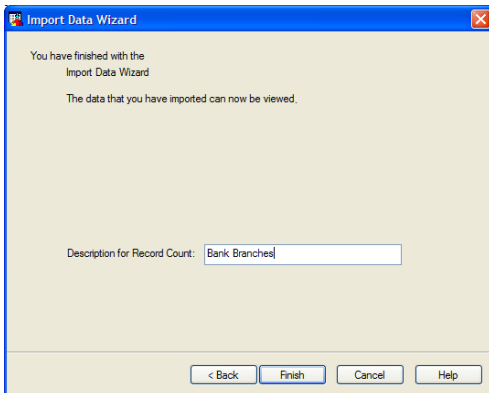 Import Data Wizard
You have finished with the
Import Data Wizard
The data that you have imported can now be viewed.
Description for Record Count: Bank Branches
< Back Finish Cancel Help